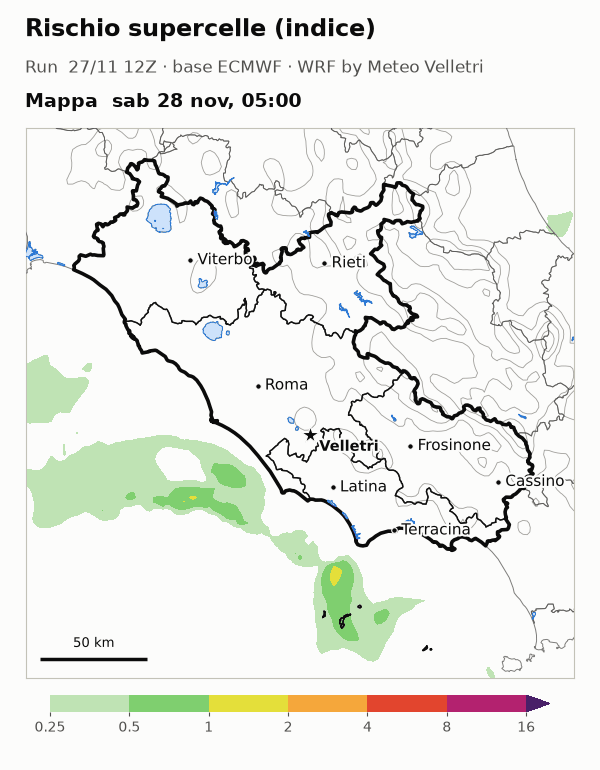 Rischio supercelle (indice)
Run  27/11 12Z · base ECMWF · WRF by Meteo Velletri
Mappa  sab 28 nov, 05:00
Viterbo
Rieti
Roma
Velletri
Frosinone
Latina
Cassino
Terracina
50 km
0.25 0.5 1 2 4 8 16